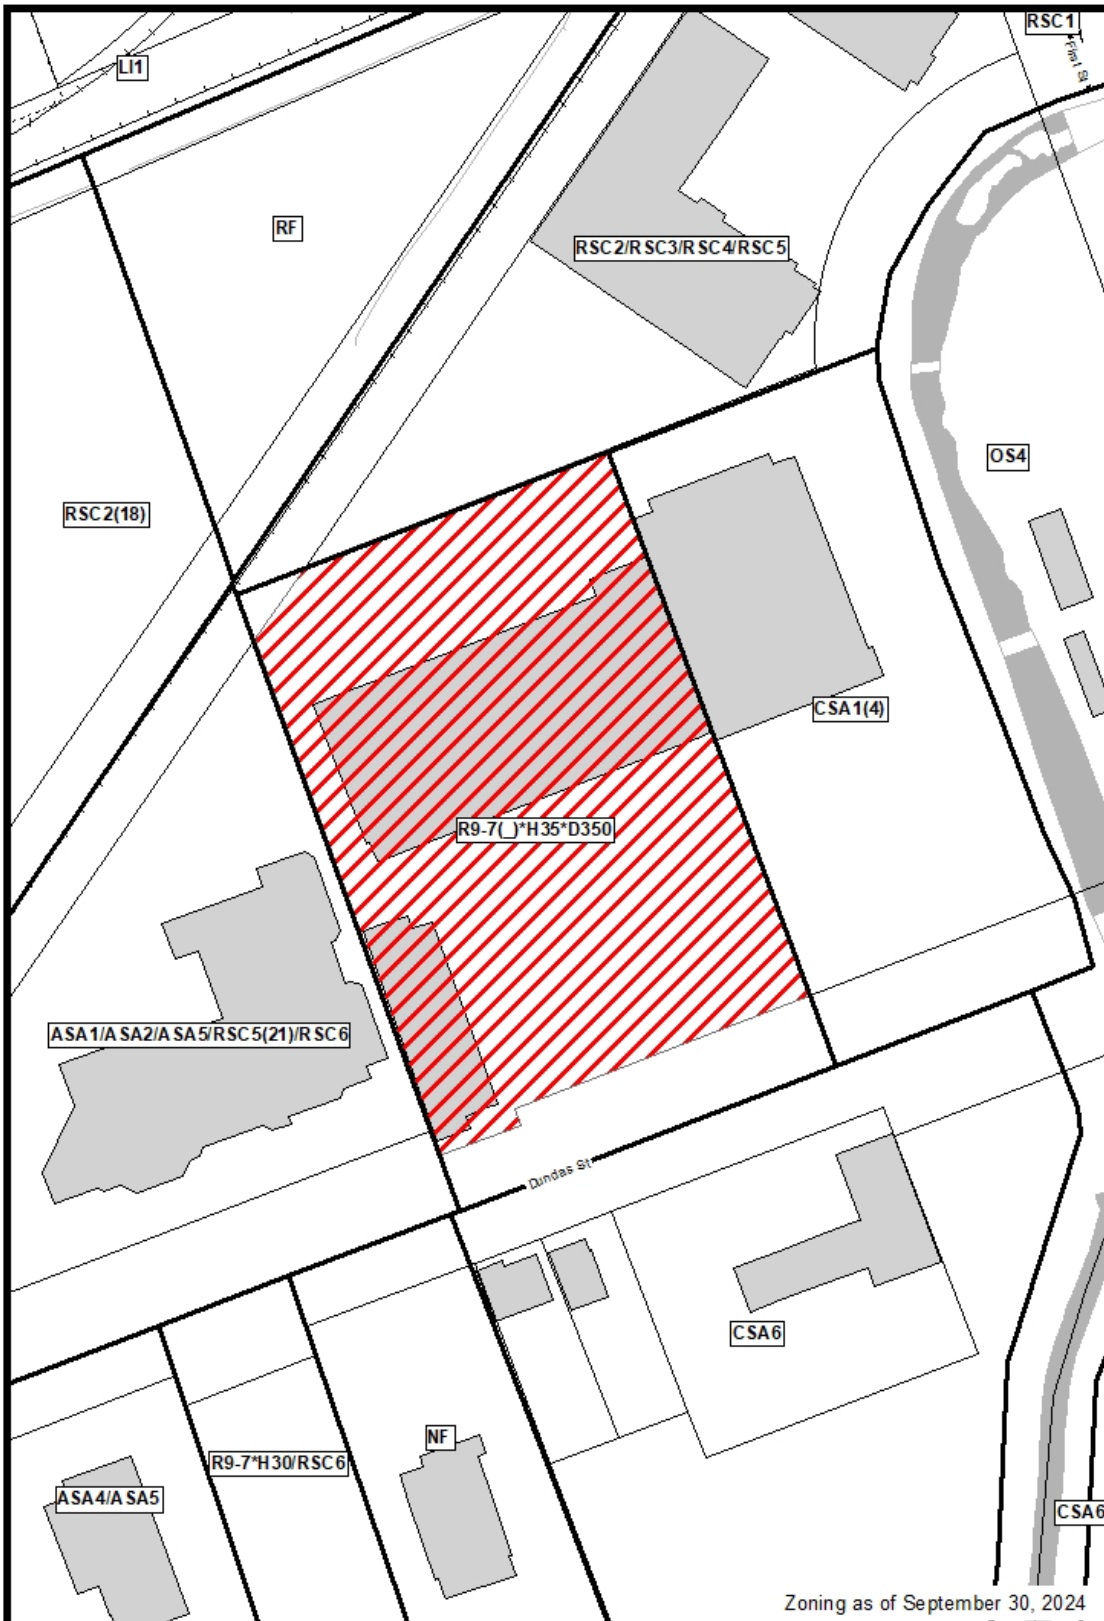 RSC1
First St
LI1
RF
RSC2/RSC3/RSC4/RSC5
OS4
RSC2(18)
CSA1(4)
R9-7(_)*H35*D350
ASA1/ASA2/ASA5/RSC5(21)/RSC6
Dundas St
CSA6
NF
R9-7*H30/RSC6
ASA4/ASA5
CSA6
Zoning as of September 30, 2024